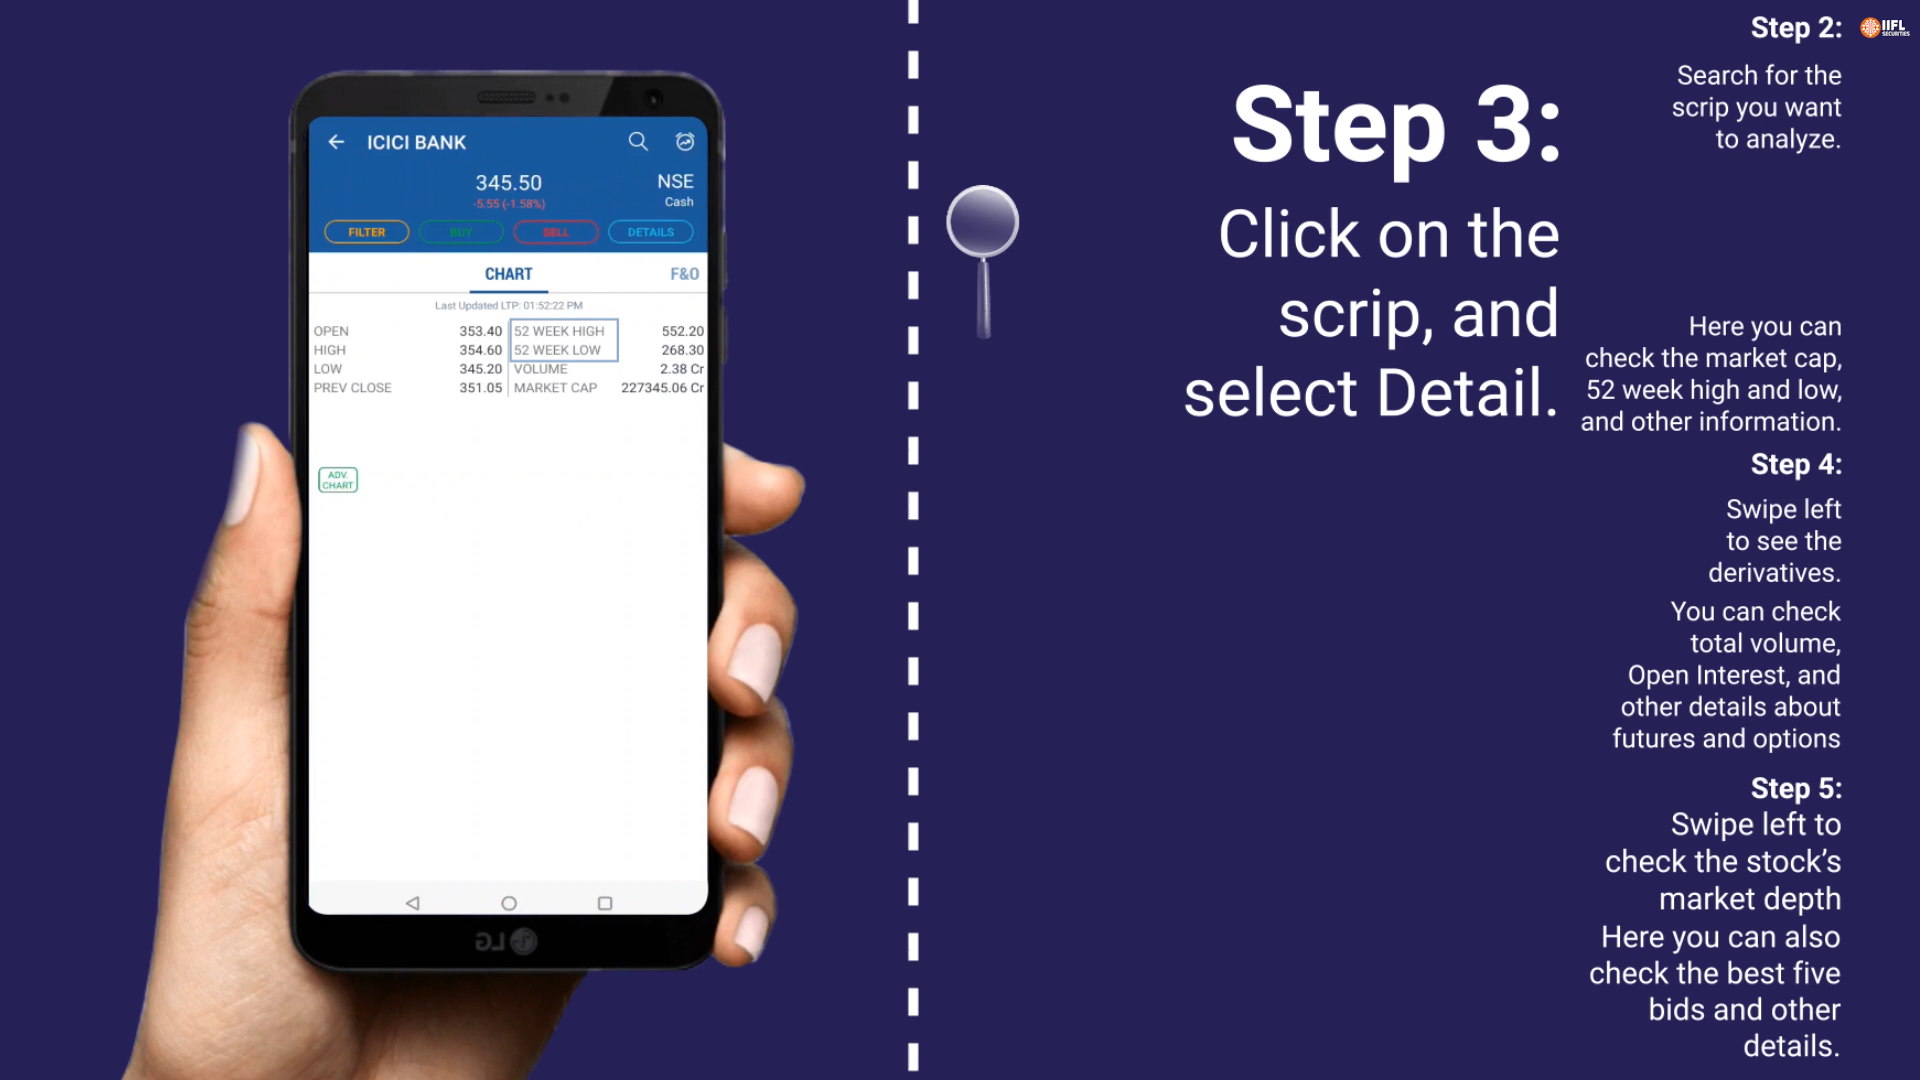 ICICI BANK
345.50
NSE
-5.55 (-1.58%)
Cash
FILTER
BUY
SELL
DETAILS
CHART
F&O
Last Updated LTP: 01:52:22 PM
OPEN 353.40 52 WEEK HIGH 552.20
HIGH 354.60 52 WEEK LOW 268.30
LOW 345.20 VOLUME 2.38 Cr
PREV CLOSE 351.05 MARKET CAP 227345.06 Cr
ADV.
CHART
LG
Step 3:
Click on the
scrip, and
select Detail.
Step 2:
Search for the
scrip you want
to analyze.
Here you can
check the market cap,
52 week high and low,
and other information.
Step 4:
Swipe left
to see the
derivatives.
You can check
total volume,
Open Interest, and
other details about
futures and options
Step 5:
Swipe left to
check the stock’s
market depth
Here you can also
check the best five
bids and other
details.
IIFL
SECURITIES